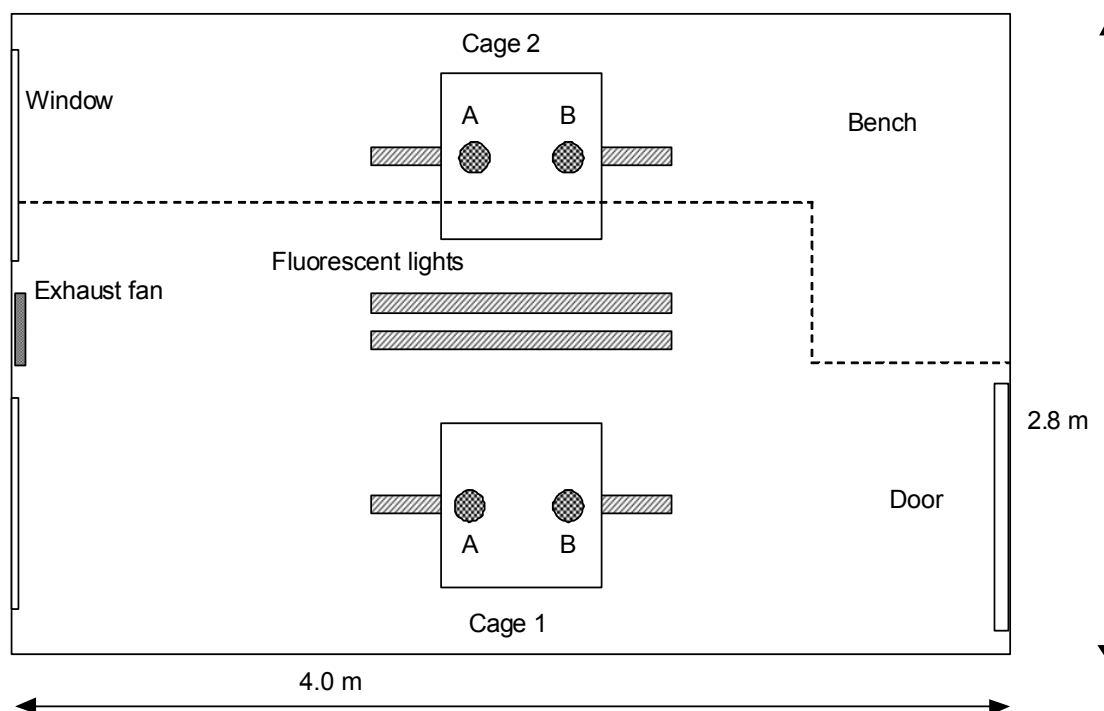 Cage 2
Window
A B
Bench
Fluorescent lights
Exhaust fan
2.8 m
Door
A B
Cage 1
4.0 m